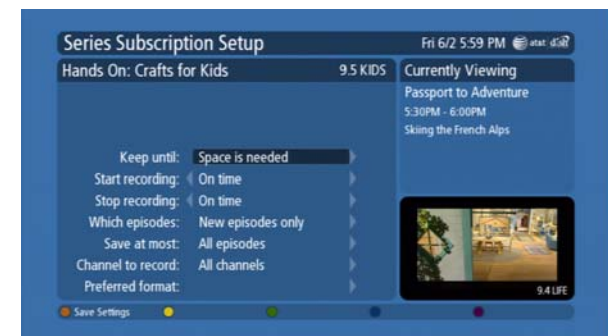 Series Subscription Setup
Fri 6/2 5:59 PM at&t dish
Hands On: Crafts for Kids 9.5 KIDS
Currently Viewing
Passport to Adventure
5:30PM - 6:00PM
Skiing the French Alps
Keep until: Space is needed
Start recording: On time
Stop recording: On time
Which episodes: New episodes only
Save at most: All episodes
Channel to record: All channels
Preferred format:
9.4 LIFE
Save Settings